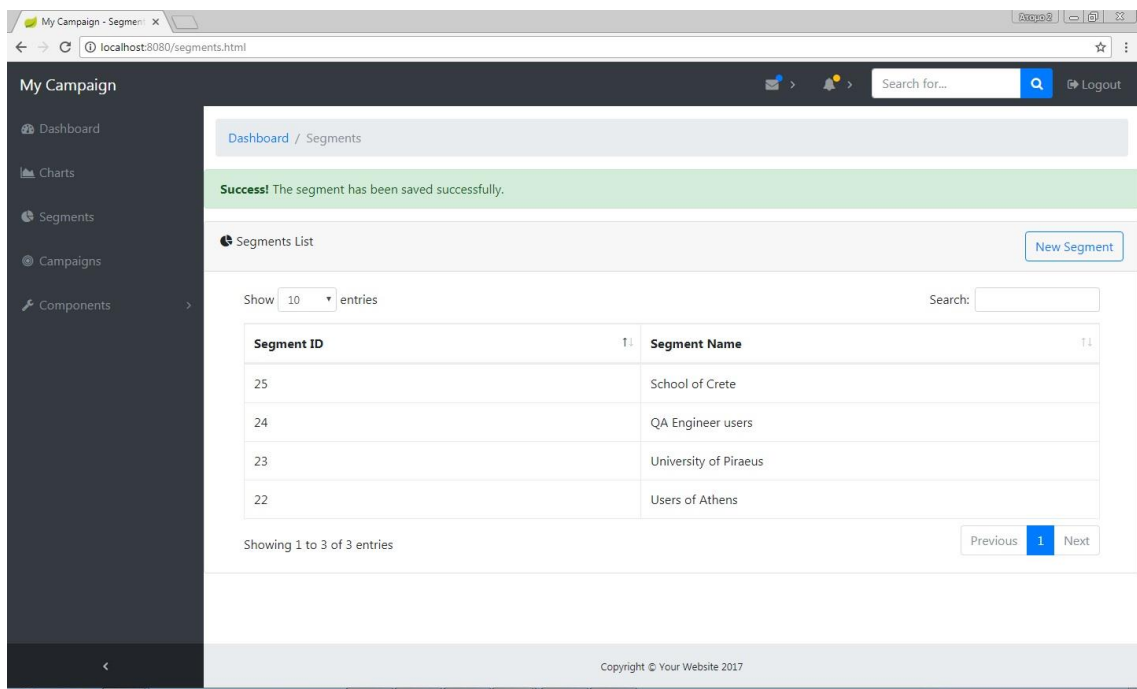 My Campaign - Segment
localhost:8080/segments.html
My Campaign
Search for...
Logout
Dashboard
Charts
Segments
Campaigns
Components
Dashboard / Segments
Success! The segment has been saved successfully.
Segments List
New Segment
Show 10 entries
Search:
Segment ID Segment Name
25 School of Crete
24 QA Engineer users
23 University of Piraeus
22 Users of Athens
Showing 1 to 3 of 3 entries
Previous 1 Next
Copyright © Your Website 2017